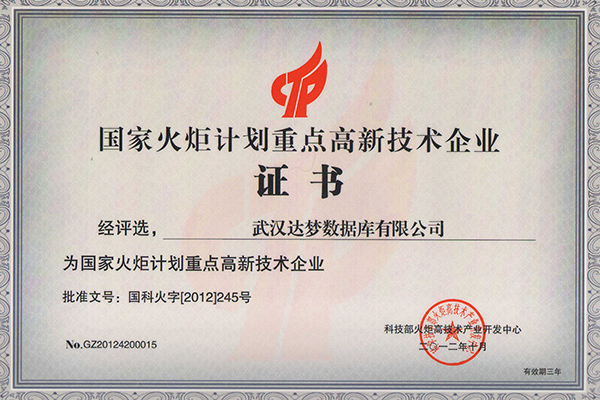 国家火炬计划重点高新技术企业
证书
经评选， 武汉达梦数据库有限公司
为国家火炬计划重点高新技术企业
批准文号：国科火字[2012]245号
科技部火炬高技术产业开发中心
No.GZ20124200015
二〇一二年十月
有效期三年